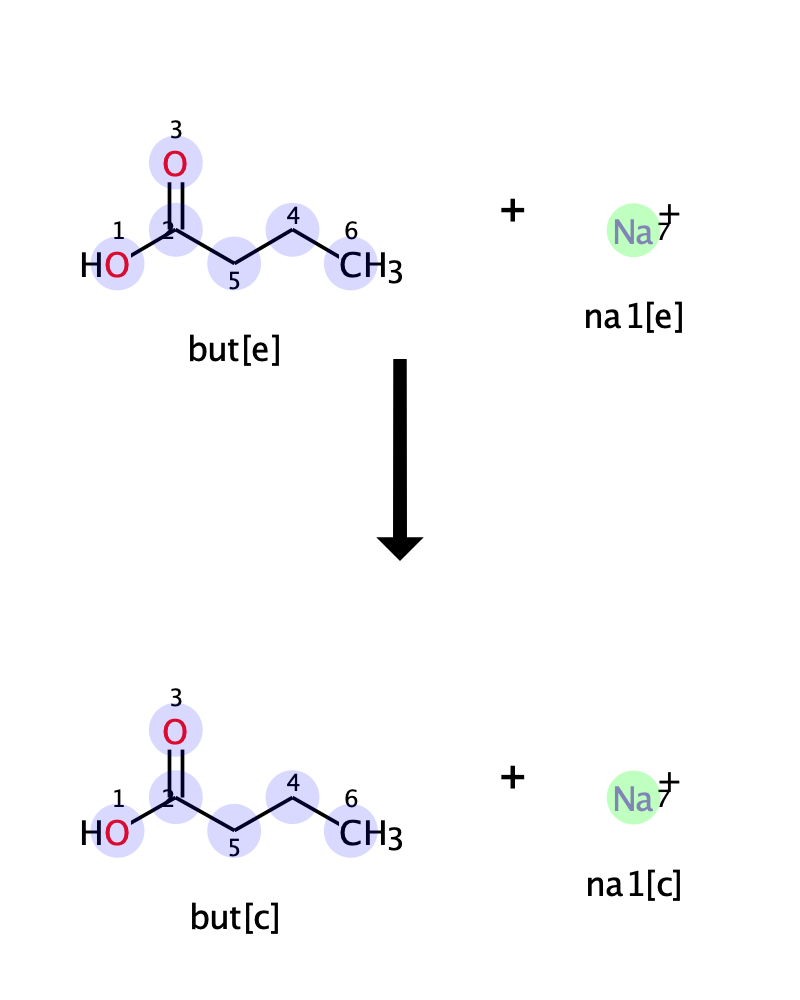 3
O
1 2 4 6 + Na+ 7
HO 5 CH3
na1[e]
but[e]
3
O
1 2 4 6 + Na+ 7
HO 5 CH3
na1[c]
but[c]